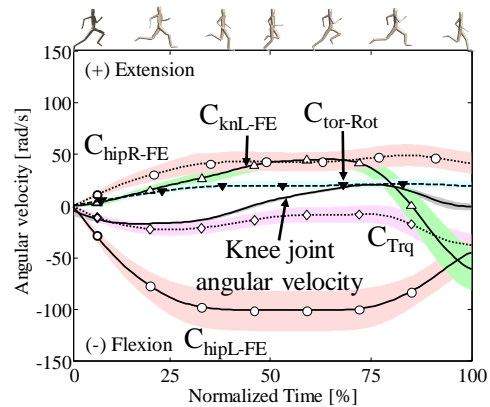 150
100
50
0
-50
-100
-150
Angular velocity [rad/s]
(+) Extension
C_hipR-FE
C_knL-FE
C_tor-Rot
Knee joint
angular velocity
C_Trq
(-) Flexion
C_hipL-FE
0
25
50
75
100
Normalized Time [%]